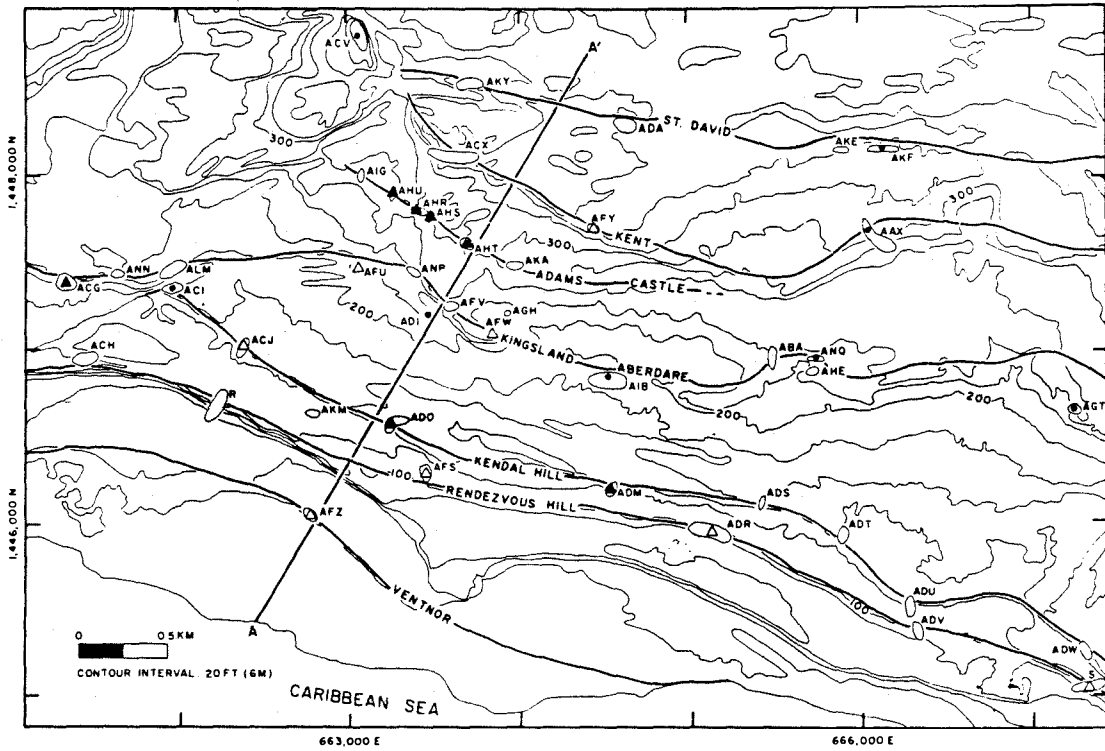 ACV
A'
AKY
ST. DAVID
ADA
AKE
AKF
300
ACX
1,448,000 N
AIG
AHU
AHR
AHS
300
AFY
KENT
AAX
AHT
300
ANN
ALM
AFU
ANP
AKA
ADAMS CASTLE
ACG
ACI
200
ADI
AFV
AGH
AFW
KINGSLAND
ABERDARE
ABA
ANQ
AHE
AIB
200
200
AGT
ACH
ACJ
R
AKM
ADO
KENDAL HILL
100
AFS
RENDEZVOUS HILL
ADM
ADS
1,446,000 N
AFZ
ADR
ADT
VENTNOR
100
ADU
ADV
A
ADW
S
0 0.5 KM
CONTOUR INTERVAL. 20 FT (6M)
CARIBBEAN SEA
663,000 E
666,000 E